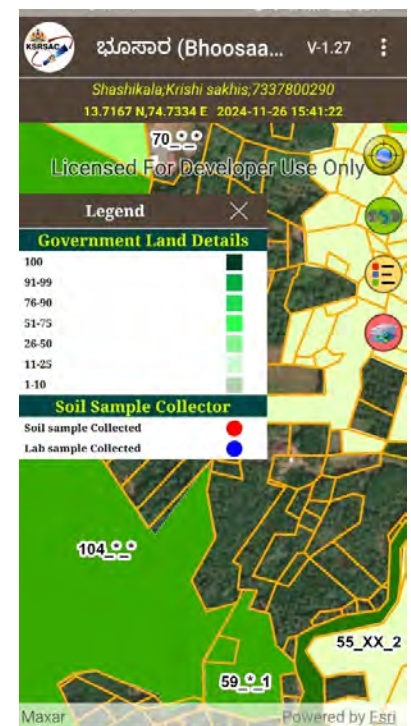 KSRSAC
ಭೂಸಾರ (Bhoosaa... V-1.27
Shashikala;Krishi sakhis;7337800290
13.7167 N,74.7334 E 2024-11-26 15:41:22
70_*_*
Licensed For Developer Use Only
Legend
Government Land Details
100
91-99
76-90
51-75
26-50
11-25
1-10
Soil Sample Collector
Soil sample Collected
Lab sample Collected
104_*_*
55_XX_2
59_*_1
Maxar Powered by Esri